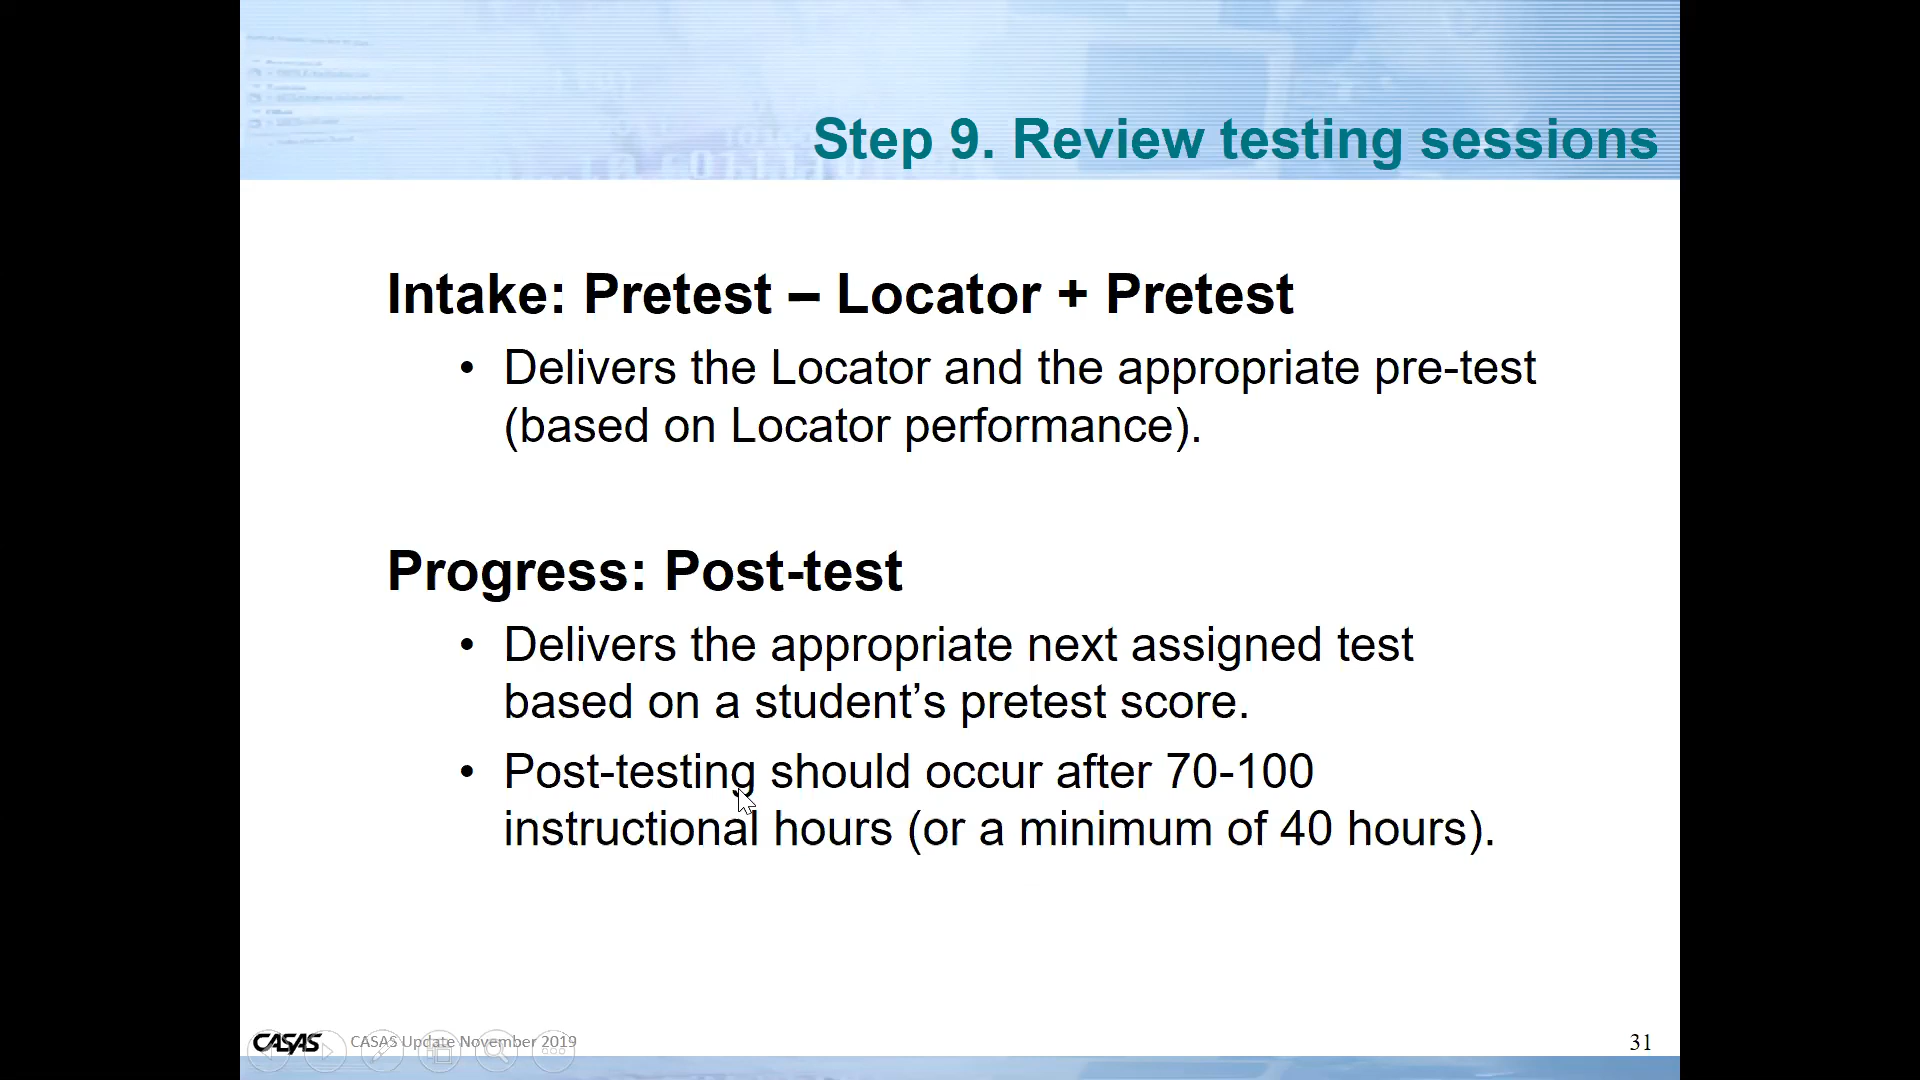 Step 9. Review testing sessions
Intake: Pretest – Locator + Pretest
• Delivers the Locator and the appropriate pre-test
(based on Locator performance).
Progress: Post-test
• Delivers the appropriate next assigned test
based on a student’s pretest score.
• Post-testing should occur after 70-100
instructional hours (or a minimum of 40 hours).
CASAS CASAS Update November 2019 31